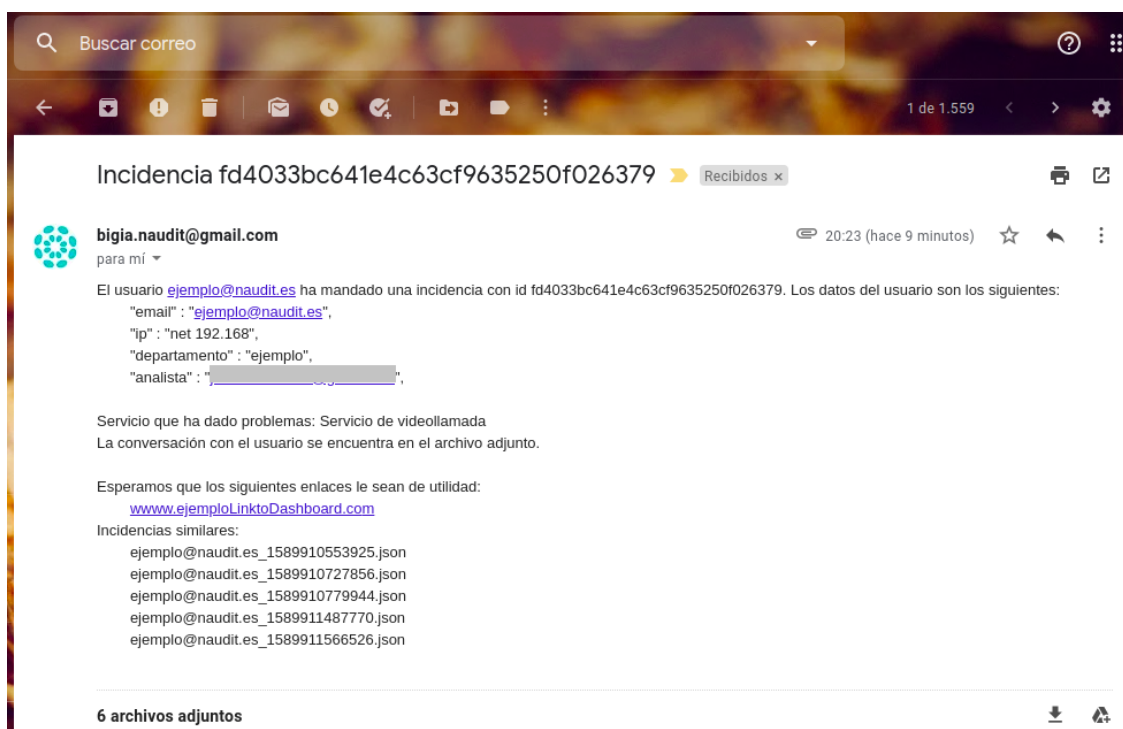 Buscar correo
1 de 1.559
Incidencia fd4033bc641e4c63cf9635250f026379 Recibidos x
bigia.naudit@gmail.com 20:23 (hace 9 minutos)
para mí
El usuario ejemplo@naudit.es ha mandado una incidencia con id fd4033bc641e4c63cf9635250f026379. Los datos del usuario son los siguientes:
"email" : "ejemplo@naudit.es",
"ip" : "net 192.168",
"departamento" : "ejemplo",
"analista" : "",
Servicio que ha dado problemas: Servicio de videollamada
La conversación con el usuario se encuentra en el archivo adjunto.
Esperamos que los siguientes enlaces le sean de utilidad:
wwww.ejemploLinktoDashboard.com
Incidencias similares:
ejemplo@naudit.es_1589910553925.json
ejemplo@naudit.es_1589910727856.json
ejemplo@naudit.es_1589910779944.json
ejemplo@naudit.es_1589911487770.json
ejemplo@naudit.es_1589911566526.json
6 archivos adjuntos